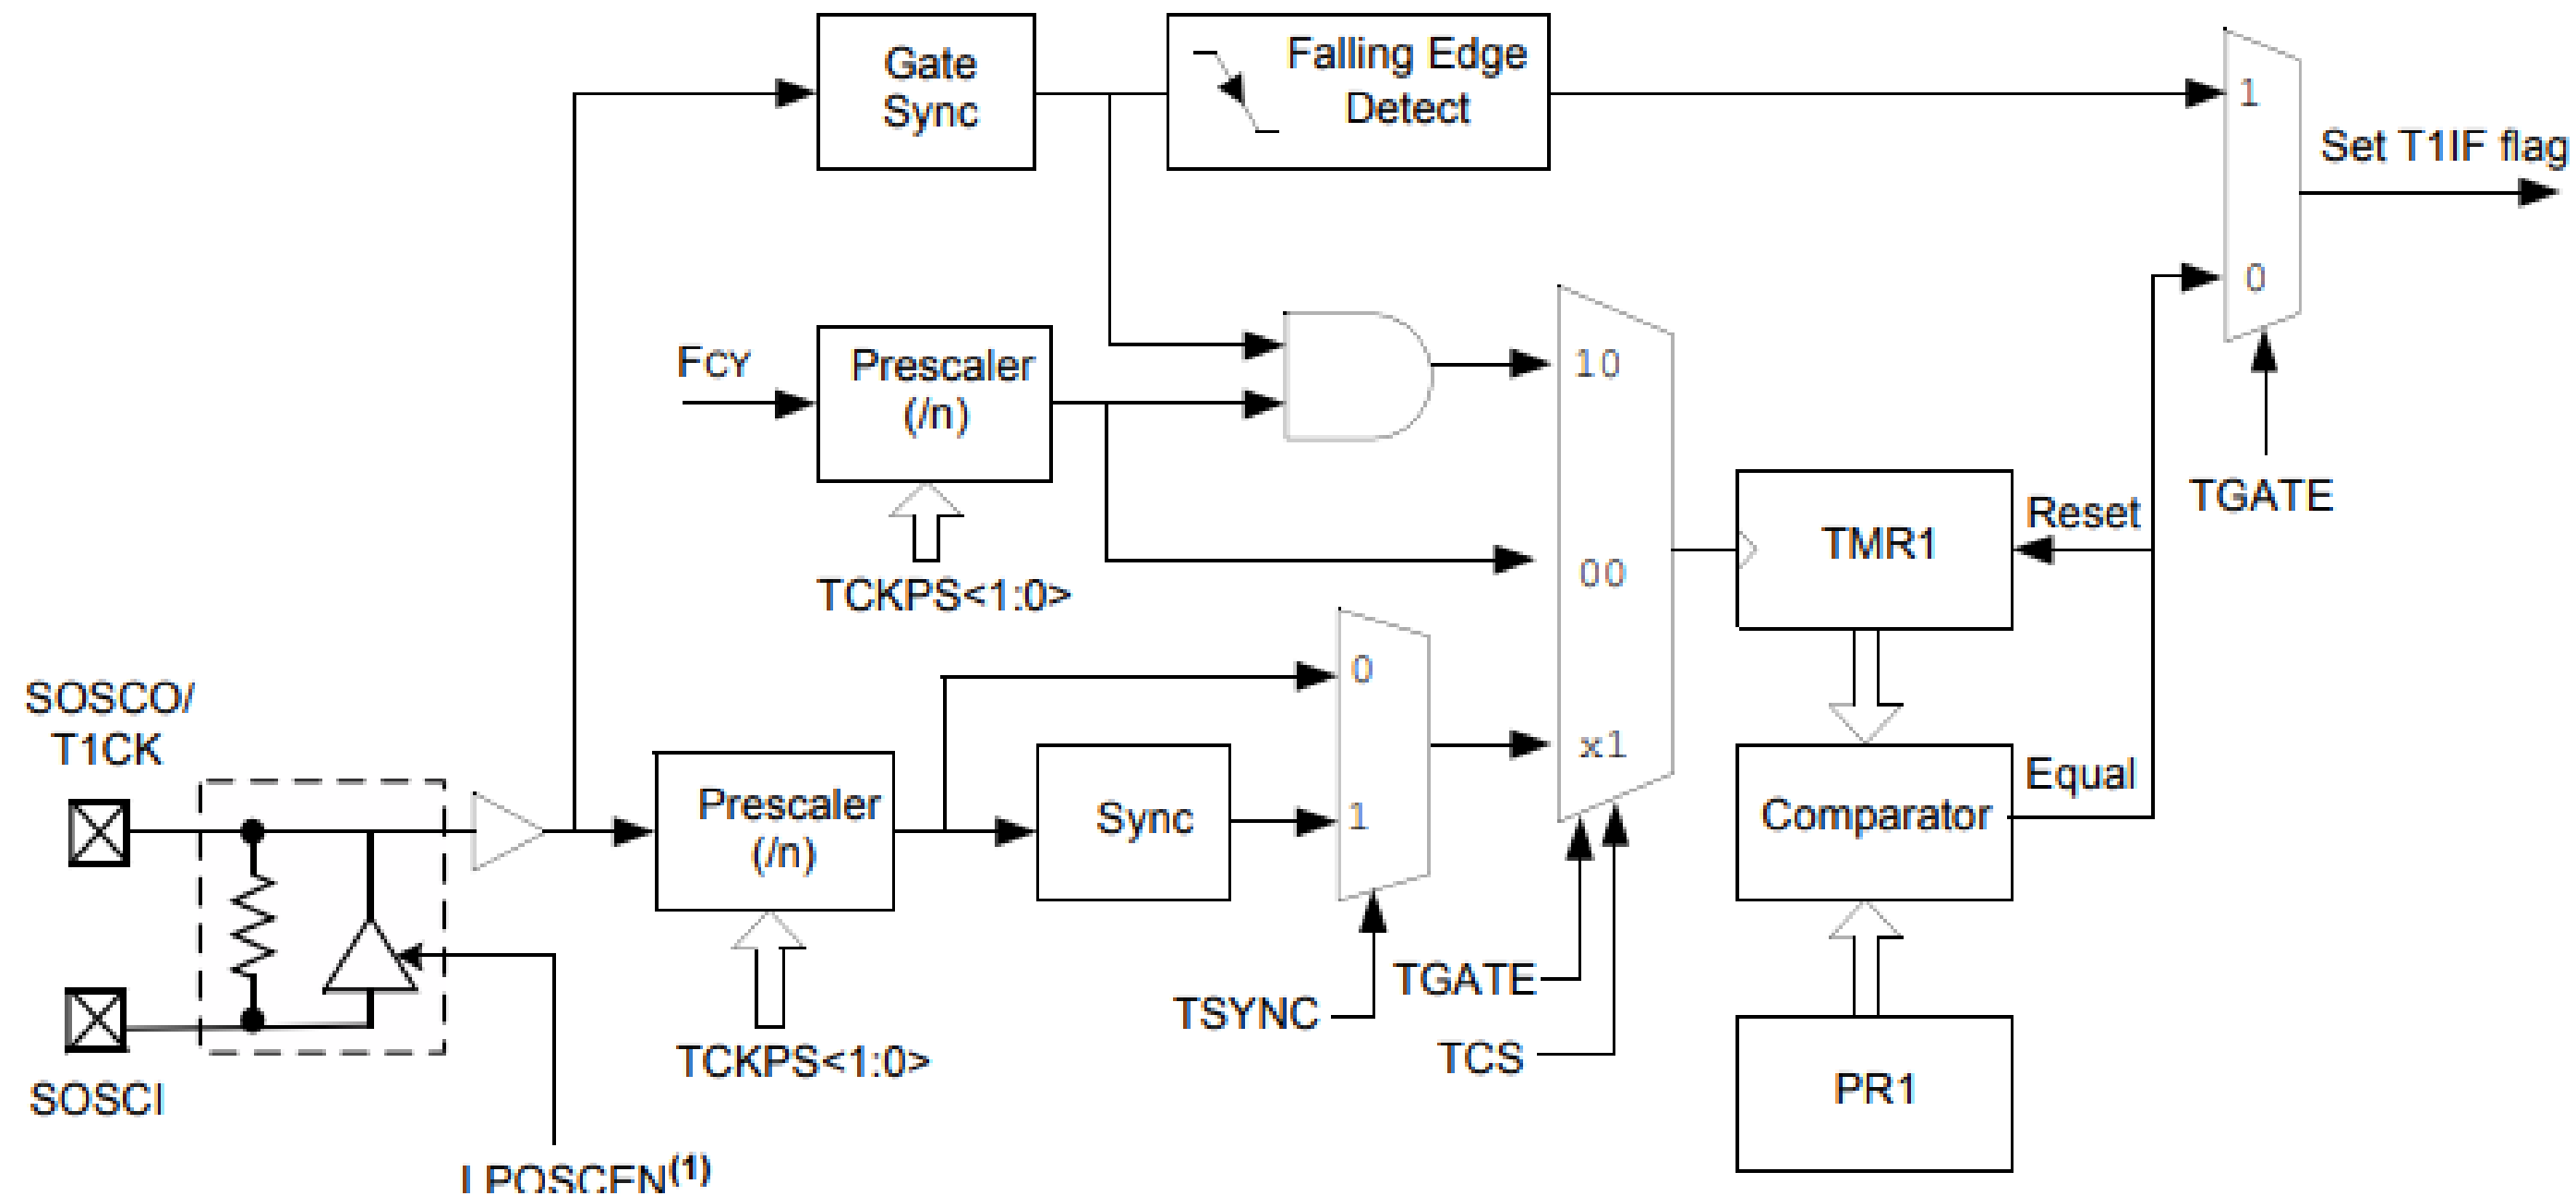 Gate
Sync
Falling Edge
Detect
1
Set T1IF flag
0
TGATE
FCY
Prescaler
(/n)
TCKPS<1:0>
10
00
x1
TMR1
Reset
SOSCO/
T1CK
SOSCI
Prescaler
(/n)
TCKPS<1:0>
Sync
0
1
TSYNC
TGATE
TCS
Comparator
Equal
PR1
LPOSCEN(1)